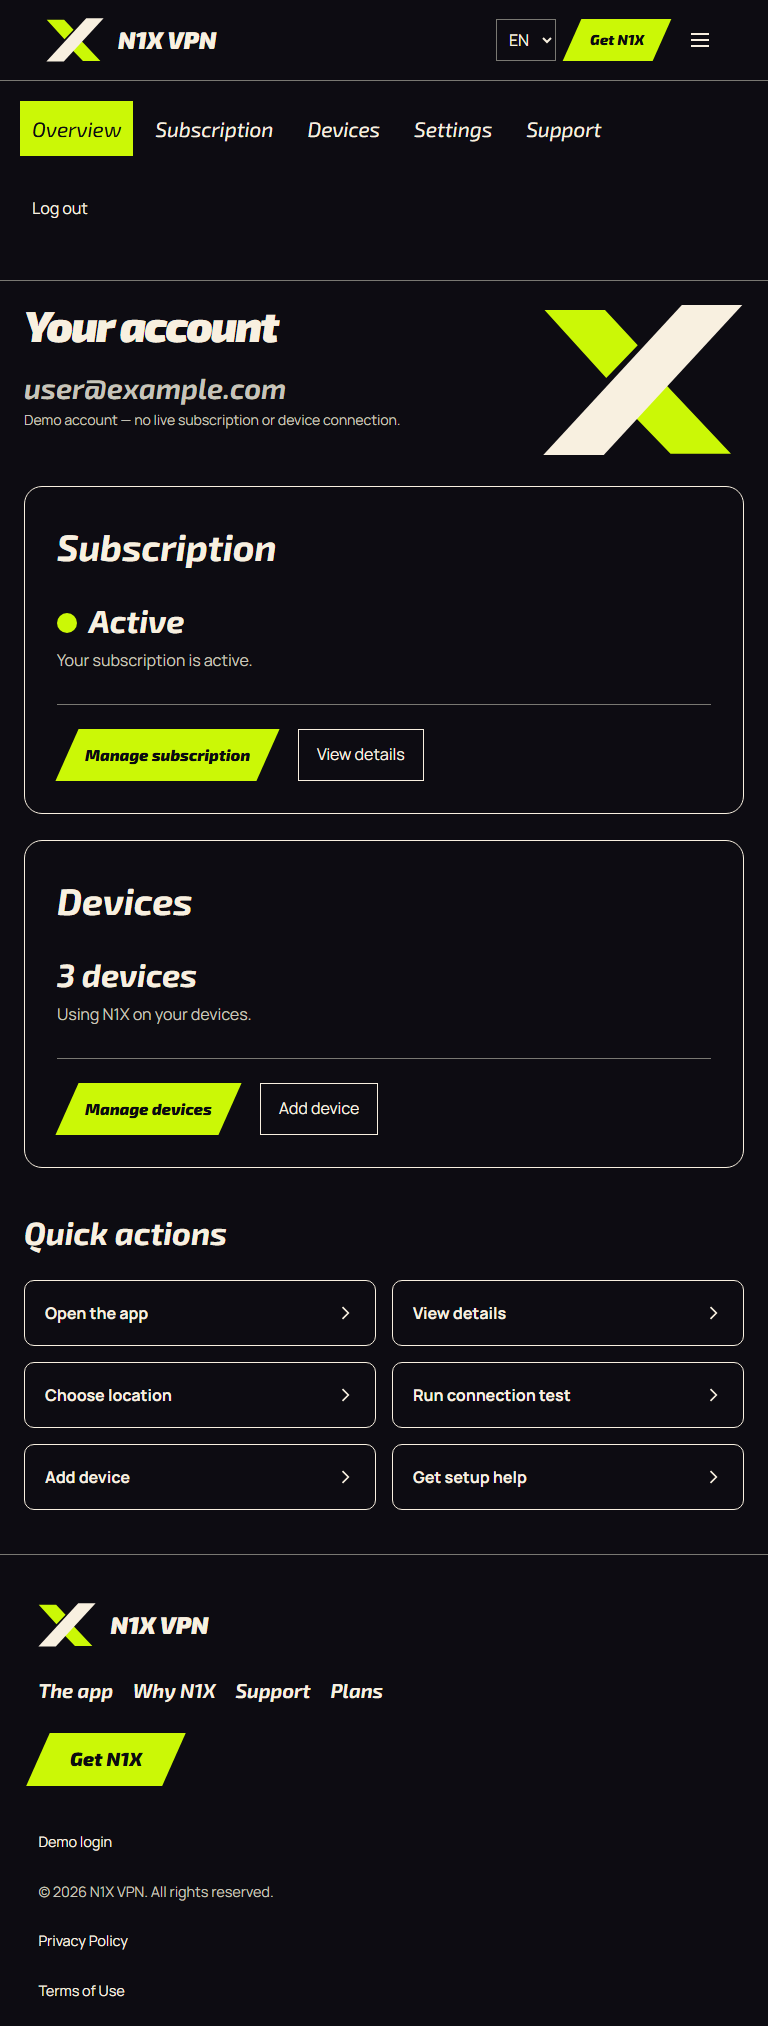 N1X VPN
EN
Get N1X
Overview
Subscription
Devices
Settings
Support
Log out
Your account
user@example.com
Demo account — no live subscription or device connection.
Subscription
Active
Your subscription is active.
Manage subscription
View details
Devices
3 devices
Using N1X on your devices.
Manage devices
Add device
Quick actions
Open the app
View details
Choose location
Run connection test
Add device
Get setup help
N1X VPN
The app
Why N1X
Support
Plans
Get N1X
Demo login
© 2026 N1X VPN. All rights reserved.
Privacy Policy
Terms of Use